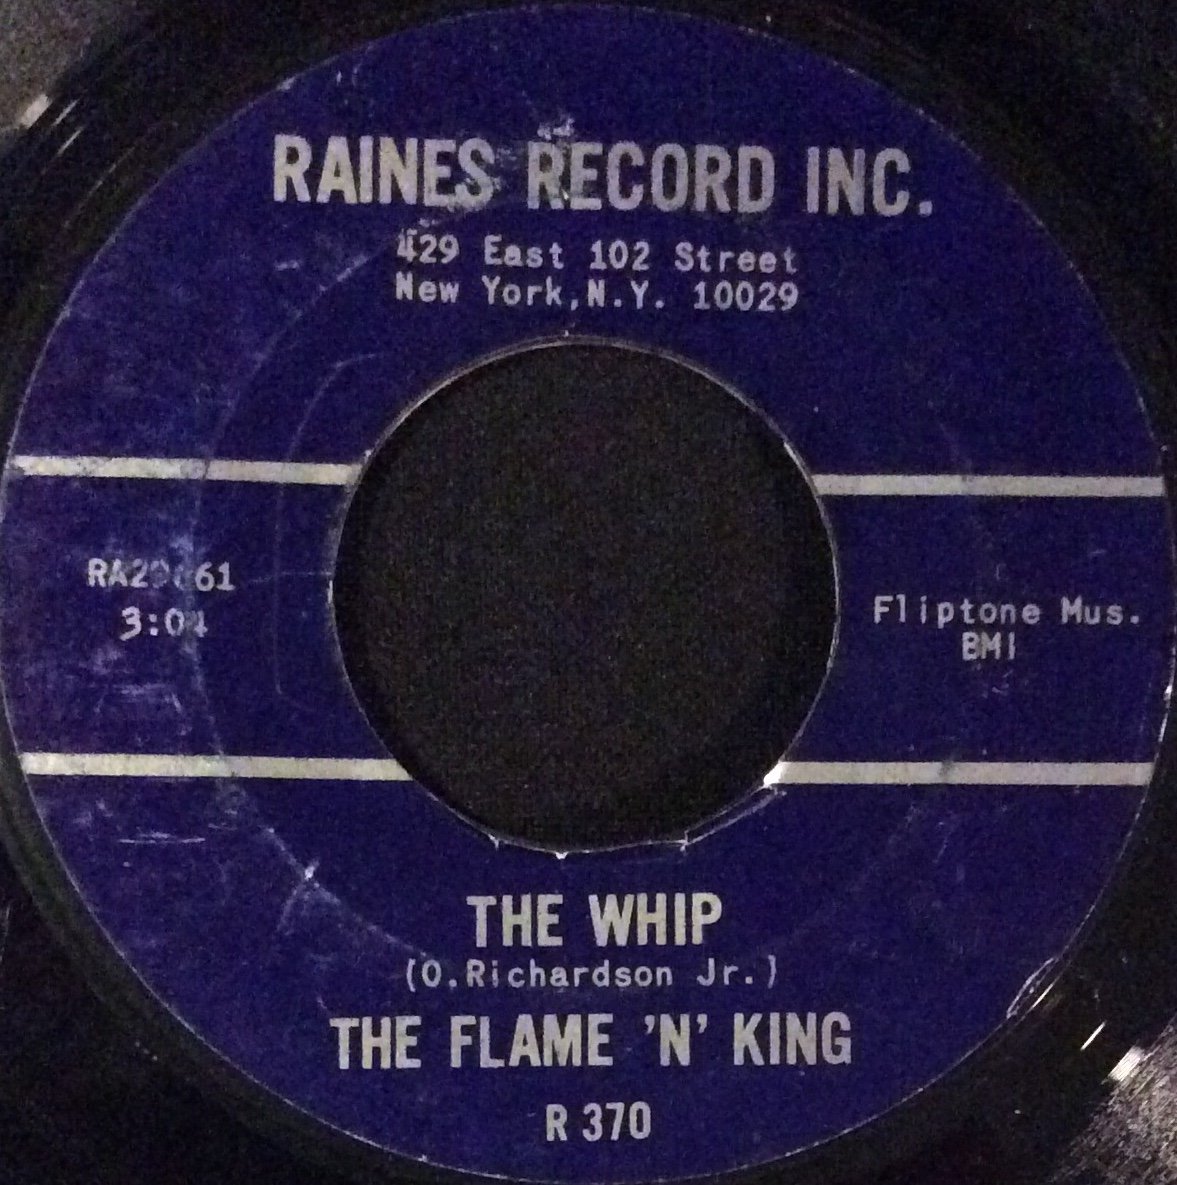 RAINES RECORD INC.
429 East 102 Street
New York,N.Y. 10029
3:04
Fliptone Mus.
BMI
THE WHIP
(O.Richardson Jr.)
THE FLAME 'N' KING
R 370